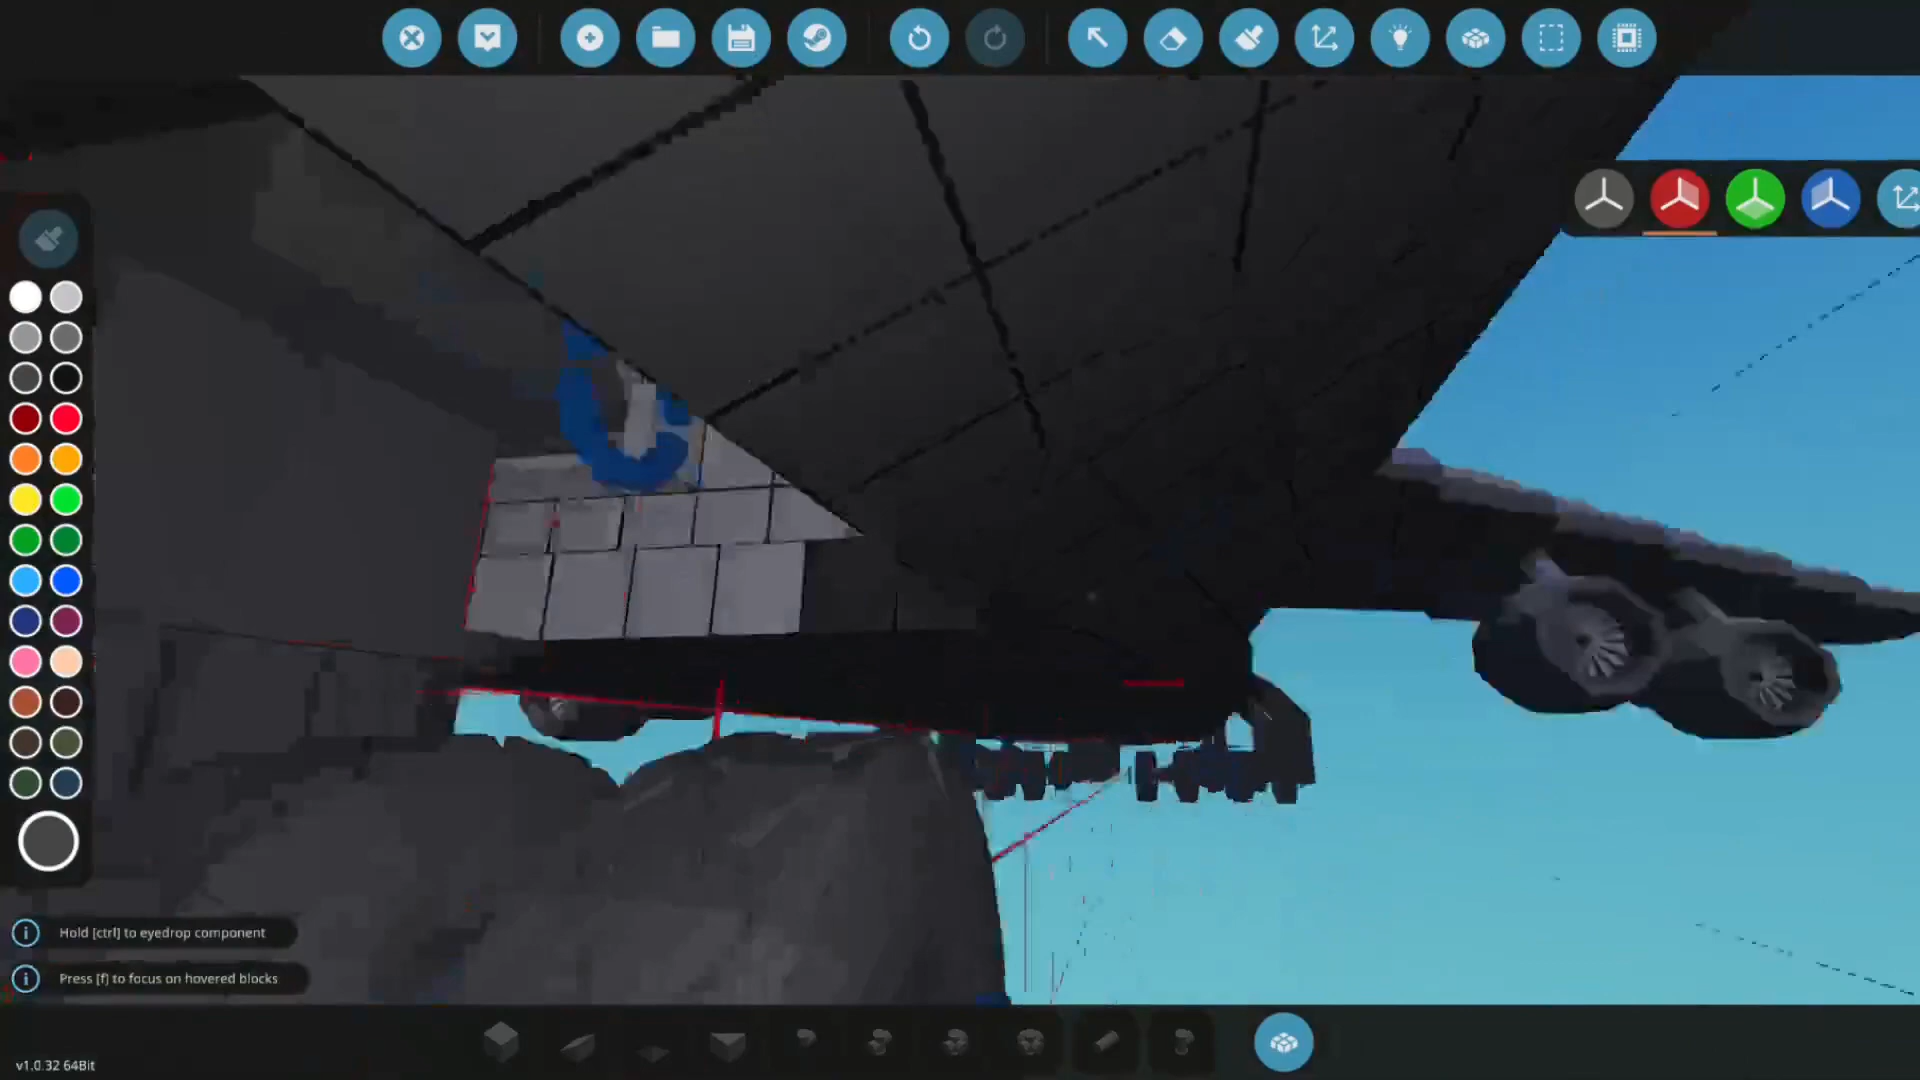 Hold [ctrl] to eyedrop component
Press [f] to focus on hovered blocks
v1.0.32 64Bit